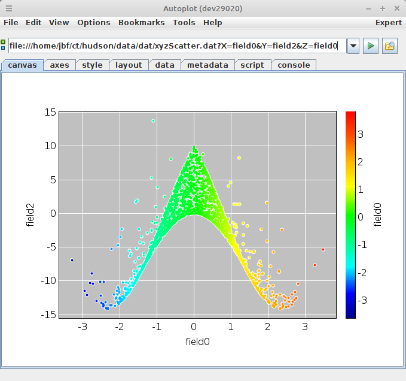 Autoplot (dev29020)
File Edit View Options Bookmarks Tools Help Expert
file:///home/jbf/ct/hudson/data/dat/xyzScatter.dat?X=field0&Y=field2&Z=field0
canvas axes style layout data metadata script console
15
10
5
0
-5
-10
-15
field2
-3 -2 -1 0 1 2 3
field0
3
2
1
0
-1
-2
-3
field0